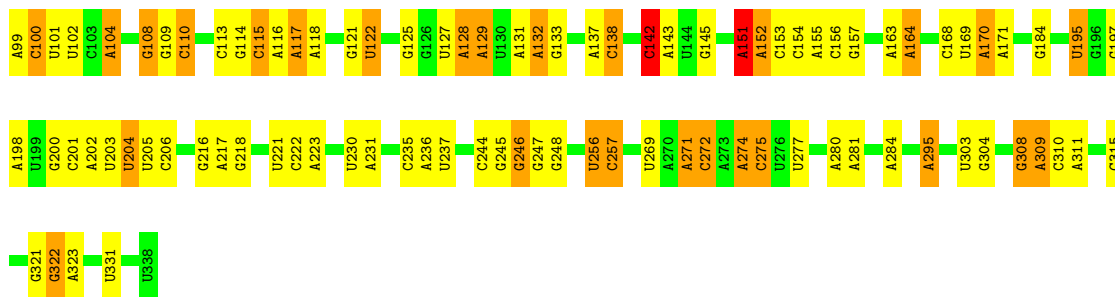 A99 C100 U101 U102 C103 A104 G108 G109 C110 C113 G114 C115 A116 A117 A118 G121 U122 G125 G126 U127 A128 A129 U130 A131 A132 G133 A137 C138 C142 A143 U144 G145 A151 A152 C153 C154 A155 C156 G157 A163 A164 C168 U169 A170 A171 G184 U195 G196
A198 U199 G200 C201 A202 U203 U204 U205 C206 G216 A217 G218 U221 C222 A223 U230 A231 C235 A236 U237 C244 G245 G246 G247 G248 U256 C257 U269 A270 A271 C272 A273 A274 C275 U276 U277 A280 A281 A284 A295 U303 G304 G308 A309 C310 A311
G321 G322 A323 U331 U338